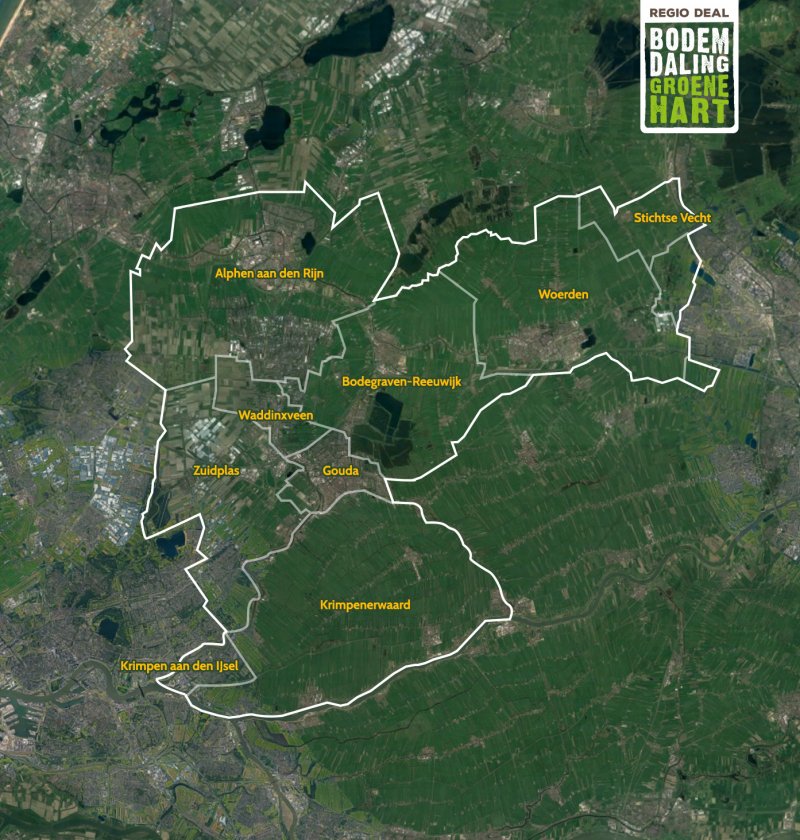 REGIO DEAL
BODEM
DALING
GROENE
HART
Stichtse Vecht
Alphen aan den Rijn
Woerden
Bodegraven-Reeuwijk
Waddinxveen
Zuidplas
Gouda
Krimpenerwaard
Krimpen aan den IJsel